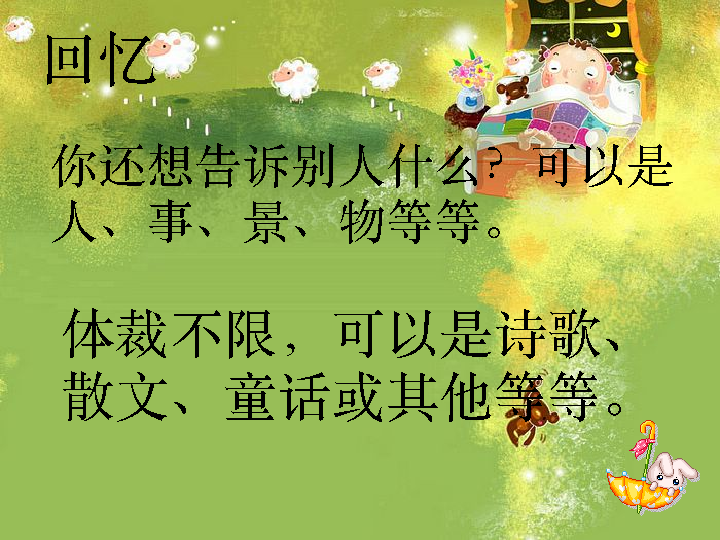 回忆
你还想告诉别人什么？可以是
人、事、景、物等等。
体裁不限，可以是诗歌、
散文、童话或其他等等。